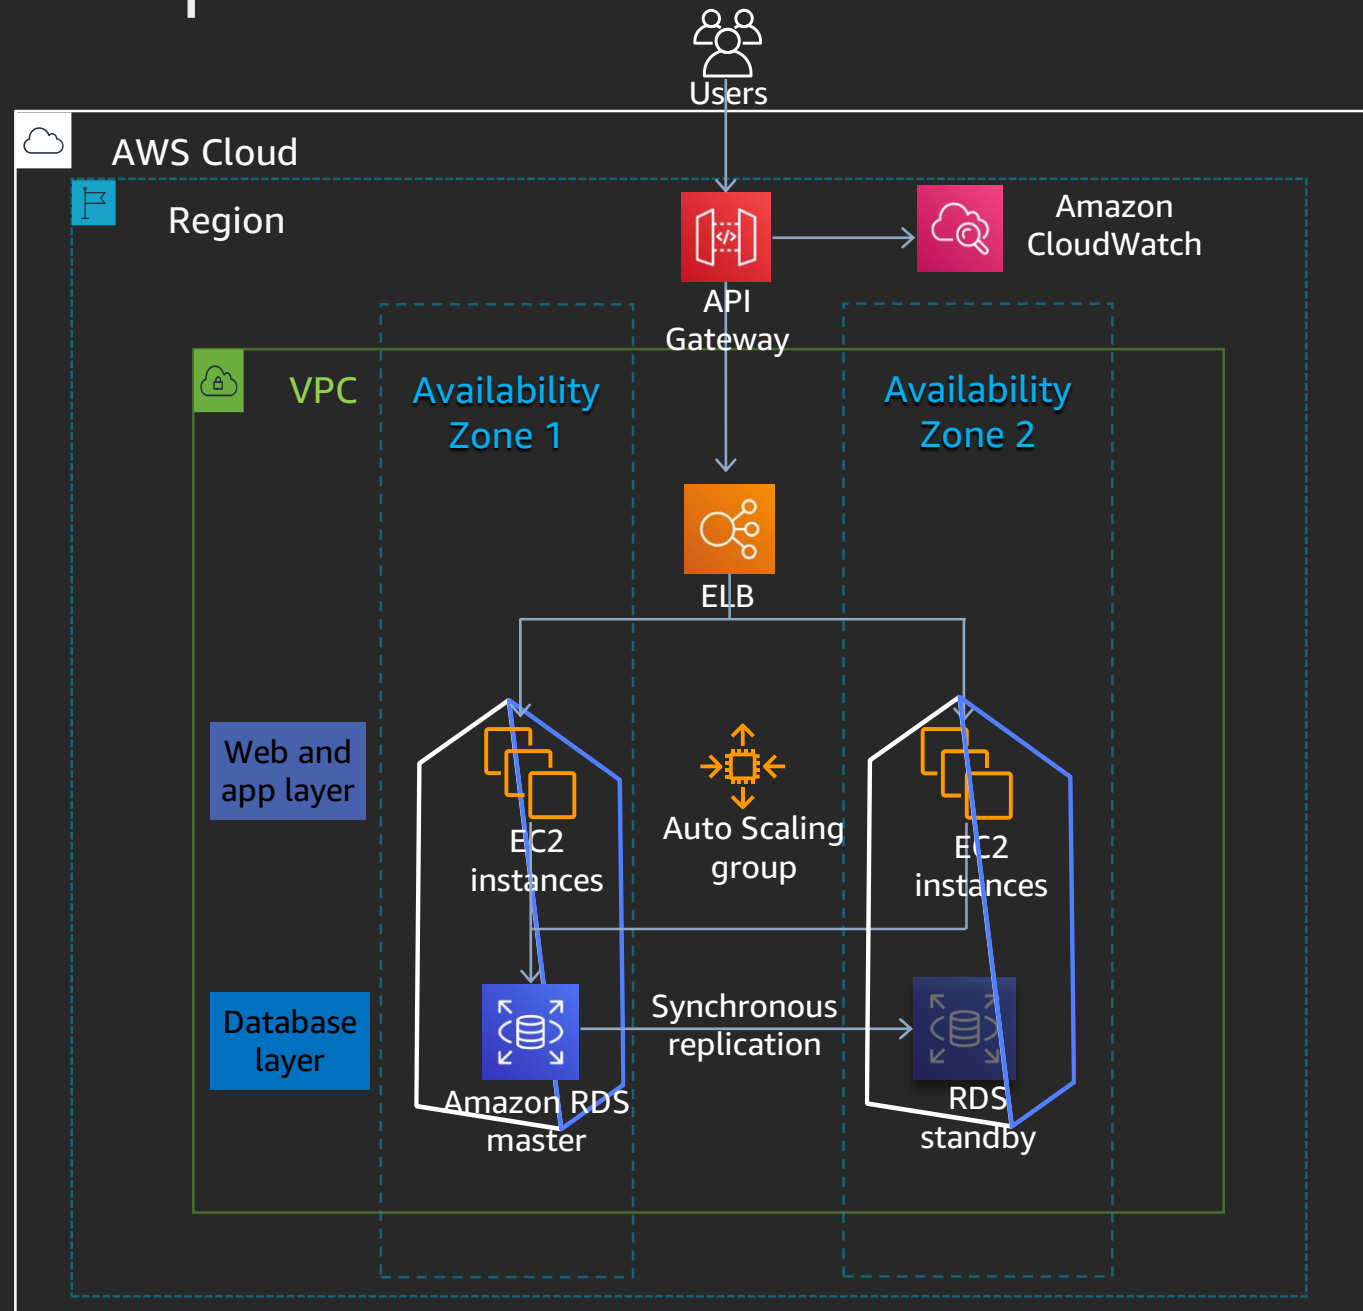 Users
AWS Cloud
Region
Amazon
CloudWatch
API
Gateway
VPC
Availability
Zone 1
Availability
Zone 2
ELB
Web and
app layer
EC2
instances
Auto Scaling
group
EC2
instances
Database
layer
Synchronous
replication
Amazon RDS
master
RDS
standby